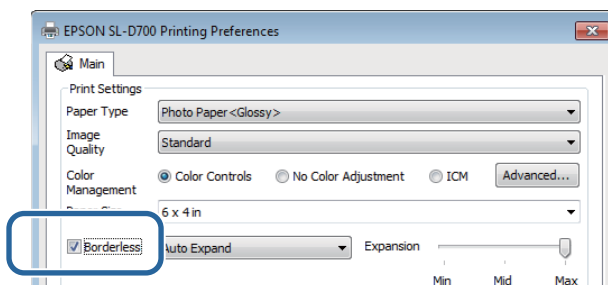 EPSON SL-D700 Printing Preferences
Main
Print Settings
Paper Type Photo Paper<Glossy>
Image
Quality Standard
Color
Management Color Controls No Color Adjustment ICM Advanced...
6 x 4 in
Borderless Auto Expand Expansion
Min Mid Max